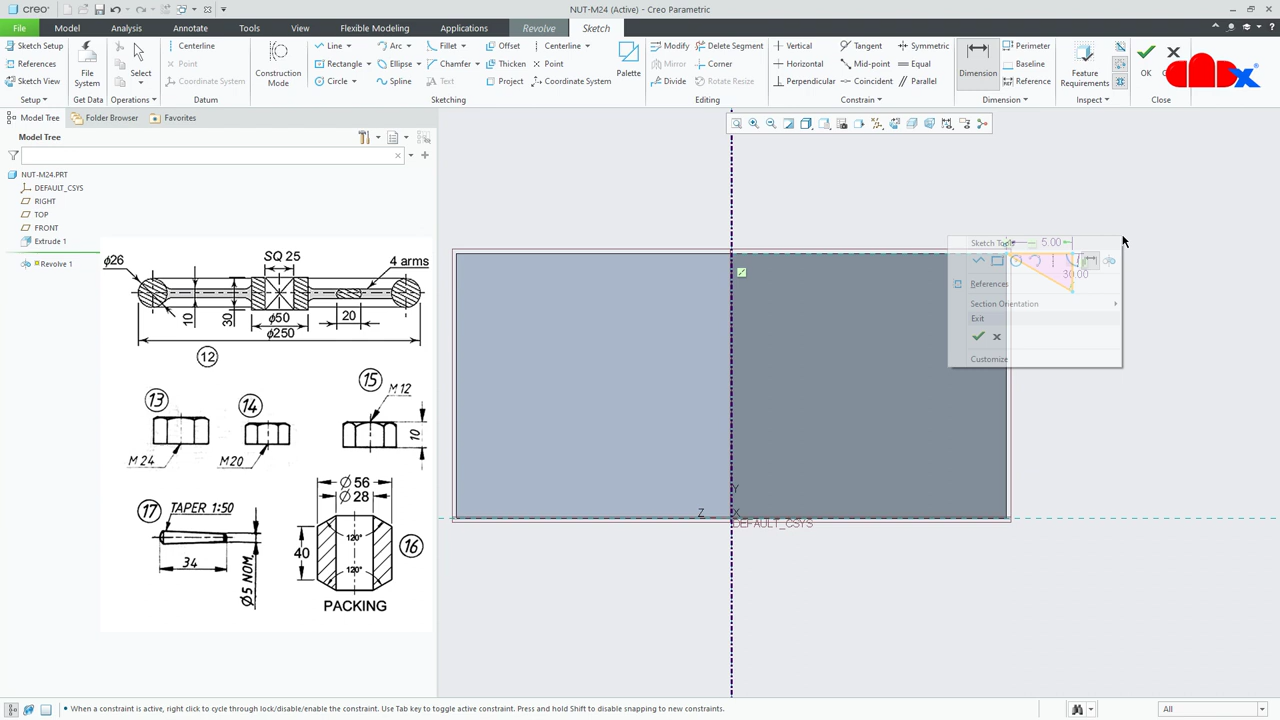 creo
NUT-M24 (Active) - Creo Parametric
File
Model
Analysis
Annotate
Tools
View
Flexible Modeling
Applications
Revolve
Sketch
Sketch Setup
References
Sketch View
Setup
File System
Get Data
Select
Operations
Centerline
Point
Coordinate System
Datum
Construction Mode
Line
Rectangle
Circle
Arc
Ellipse
Spline
Fillet
Chamfer
Text
Offset
Thicken
Project
Centerline
Point
Coordinate System
Palette
Sketching
Modify
Mirror
Divide
Delete Segment
Corner
Rotate Resize
Editing
Vertical
Horizontal
Perpendicular
Tangent
Mid-point
Coincident
Symmetric
Equal
Parallel
Constrain
Dimension
Perimeter
Baseline
Reference
Dimension
Feature Requirements
Inspect
OK
Close
CADX
Model Tree
Folder Browser
Favorites
Model Tree
NUT-M24.PRT
DEFAULT_CSYS
RIGHT
TOP
FRONT
Extrude 1
Revolve 1
SQ 25
ϕ26
4 arms
10
30
ϕ50
20
ϕ250
12
13
14
15
M 12
10
M 24
M20
17
TAPER 1:50
34
Ø5 NOM.
Ø 56
Ø 28
40
120°
120°
16
PACKING
Sketch Tools
5.00
30.00
References
Section Orientation
Exit
Customize
Y
Z
X
DEFAULT_CSYS
When a constraint is active, right click to cycle through lock/disable/enable the constraint. Use Tab key to toggle active constraint. Press and hold Shift to disable snapping to new constraints.
All